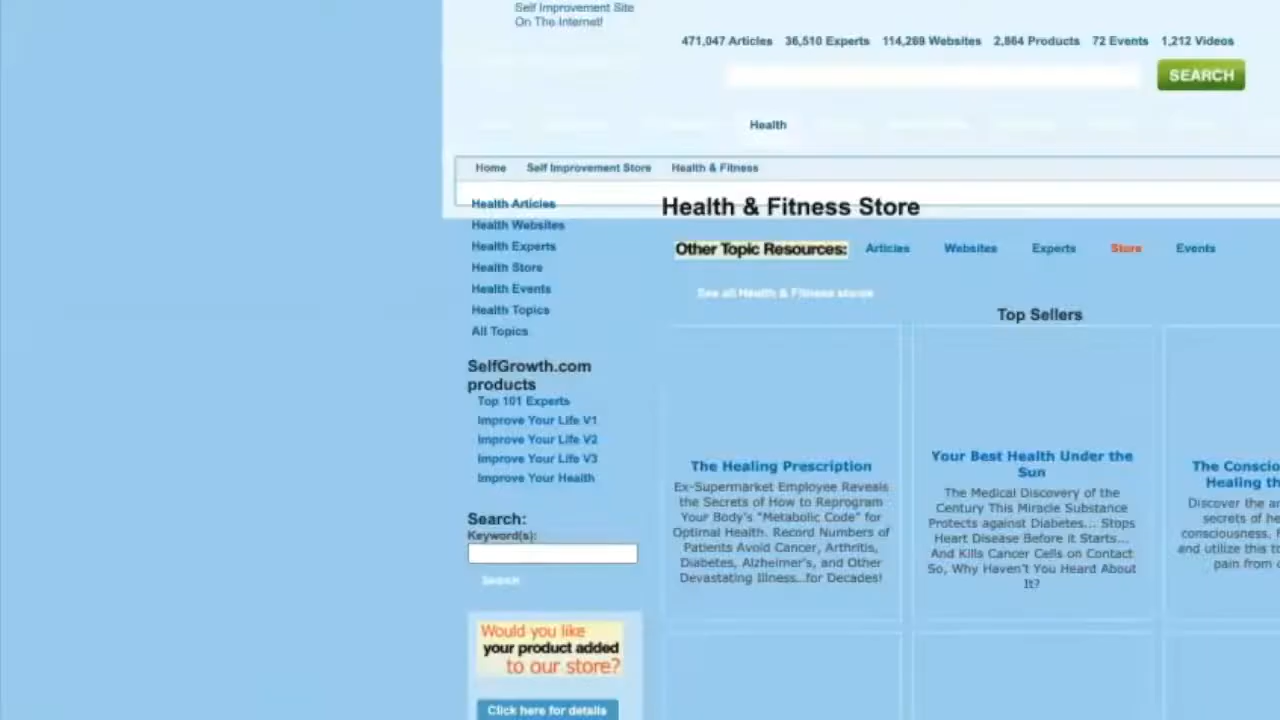 Self Improvement Site
On The Internet!
471,047 Articles 36,510 Experts 114,269 Websites 2,864 Products 72 Events 1,212 Videos
SEARCH
Health
Home Self Improvement Store Health & Fitness
Health Articles
Health & Fitness Store
Health Websites
Health Experts
Other Topic Resources: Articles Websites Experts Store Events
Health Store
Health Events
See all Health & Fitness stores
Health Topics
Top Sellers
All Topics
SelfGrowth.com
products
Top 101 Experts
Improve Your Life V1
Improve Your Life V2
Improve Your Life V3
Improve Your Health
Search:
Keyword(s):
Search
Would you like
your product added
to our store?
Click here for details
The Healing Prescription
Ex-Supermarket Employee Reveals
the Secrets of How to Reprogram
Your Body's "Metabolic Code" for
Optimal Health. Record Numbers of
Patients Avoid Cancer, Arthritis,
Diabetes, Alzheimer's, and Other
Devastating Illness...for Decades!
Your Best Health Under the
Sun
The Medical Discovery of the
Century This Miracle Substance
Protects against Diabetes... Stops
Heart Disease Before it Starts...
And Kills Cancer Cells on Contact
So, Why Haven't You Heard About
It?
The Conscio
Healing th
Discover the an
secrets of he
consciousness,
and utilize this to
pain from